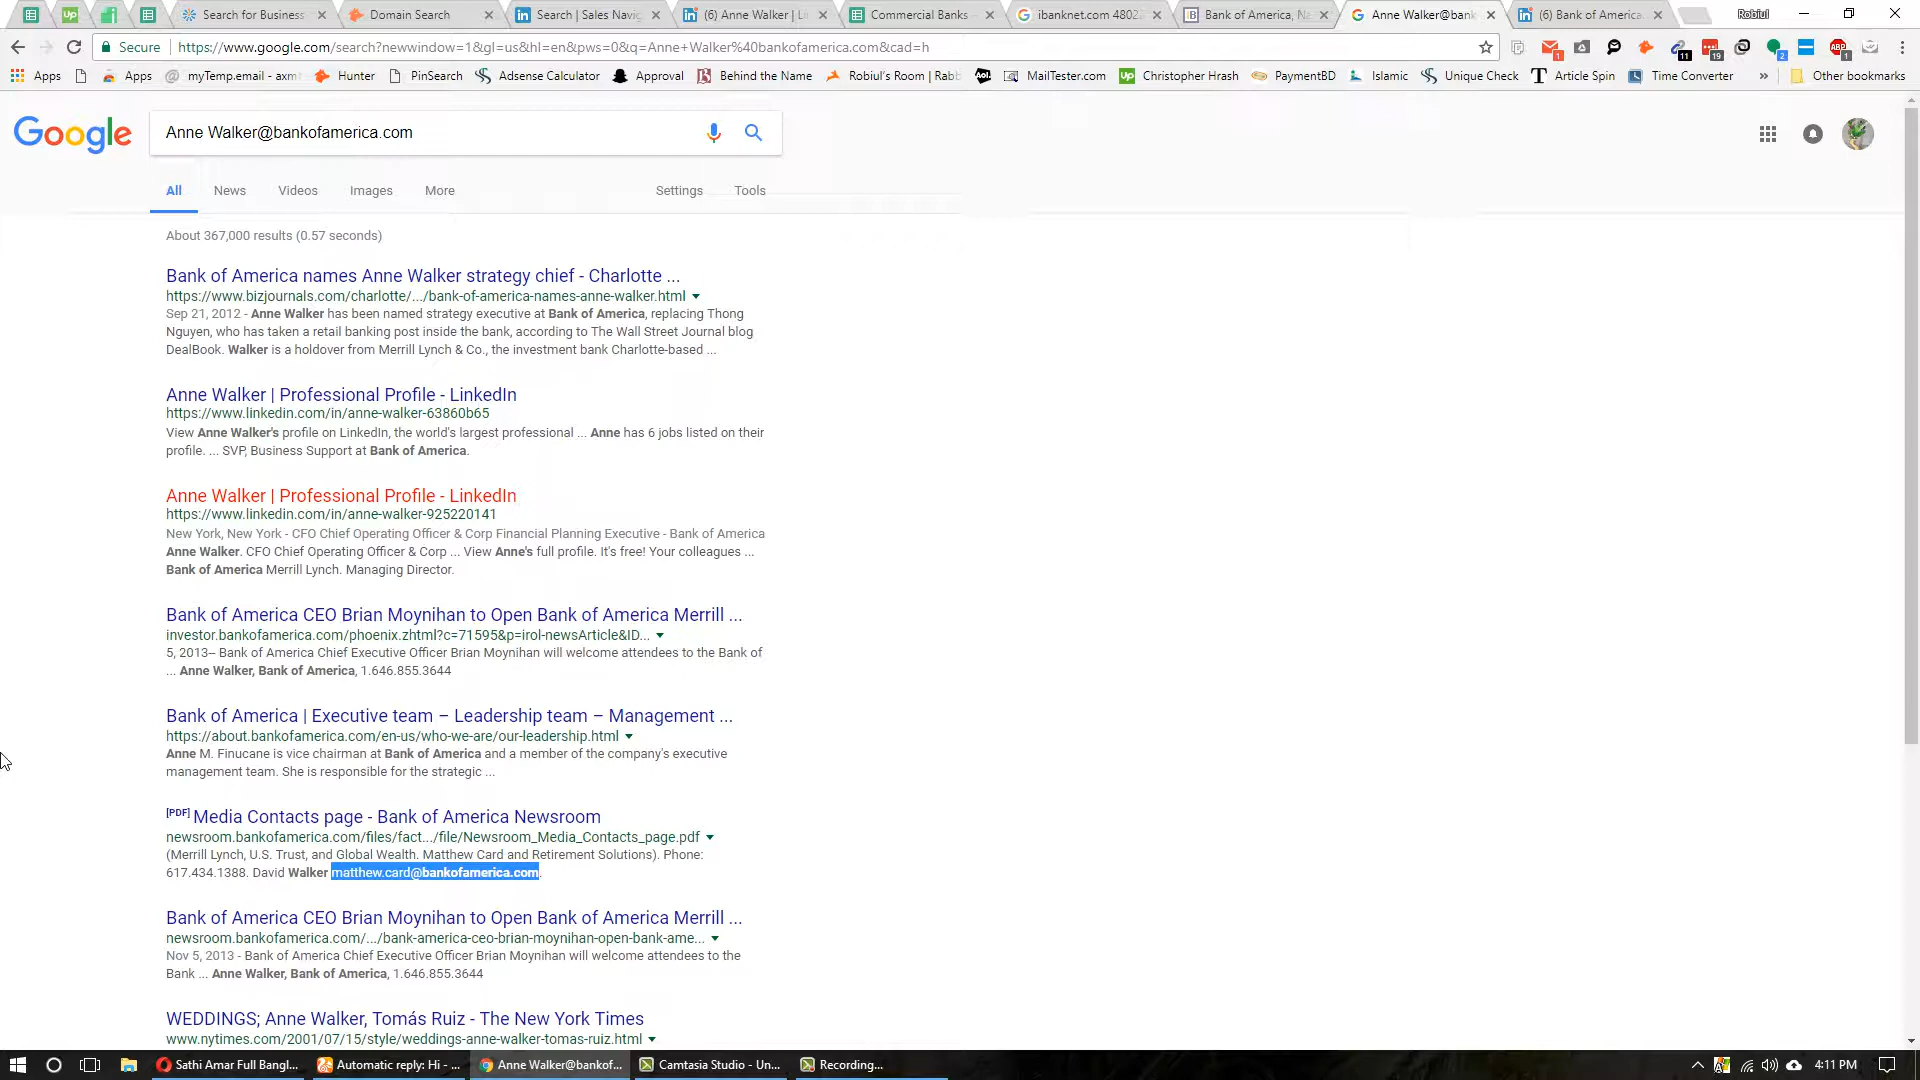 Search for Business
Domain Search
Search | Sales Navig
(6) Anne Walker | Li
Commercial Banks -
ibanknet.com 4802
Bank of America, Na
Anne Walker@bank
(6) Bank of America
Robiul
Secure
https://www.google.com/search?newwindow=1&gl=us&hl=en&pws=0&q=Anne+Walker%40bankofamerica.com&cad=h
Apps
Apps
myTemp.email - axm
Hunter
PinSearch
Adsense Calculator
Approval
Behind the Name
Robiul's Room | Rabb
Aol.
MailTester.com
Christopher Hrash
PaymentBD
Islamic
Unique Check
Article Spin
Time Converter
»
Other bookmarks
Google
Anne Walker@bankofamerica.com
All
News
Videos
Images
More
Settings
Tools
About 367,000 results (0.57 seconds)
Bank of America names Anne Walker strategy chief - Charlotte ...
https://www.bizjournals.com/charlotte/.../bank-of-america-names-anne-walker.html
Sep 21, 2012 - Anne Walker has been named strategy executive at Bank of America, replacing Thong
Nguyen, who has taken a retail banking post inside the bank, according to The Wall Street Journal blog
DealBook. Walker is a holdover from Merrill Lynch & Co., the investment bank Charlotte-based ...
Anne Walker | Professional Profile - LinkedIn
https://www.linkedin.com/in/anne-walker-63860b65
View Anne Walker's profile on LinkedIn, the world's largest professional ... Anne has 6 jobs listed on their
profile. ... SVP, Business Support at Bank of America.
Anne Walker | Professional Profile - LinkedIn
https://www.linkedin.com/in/anne-walker-925220141
New York, New York - CFO Chief Operating Officer & Corp Financial Planning Executive - Bank of America
Anne Walker. CFO Chief Operating Officer & Corp ... View Anne's full profile. It's free! Your colleagues ...
Bank of America Merrill Lynch. Managing Director.
Bank of America CEO Brian Moynihan to Open Bank of America Merrill ...
investor.bankofamerica.com/phoenix.zhtml?c=71595&p=irol-newsArticle&ID...
5, 2013-- Bank of America Chief Executive Officer Brian Moynihan will welcome attendees to the Bank of
... Anne Walker, Bank of America, 1.646.855.3644
Bank of America | Executive team – Leadership team – Management ...
https://about.bankofamerica.com/en-us/who-we-are/our-leadership.html
Anne M. Finucane is vice chairman at Bank of America and a member of the company's executive
management team. She is responsible for the strategic ...
[PDF] Media Contacts page - Bank of America Newsroom
newsroom.bankofamerica.com/files/fact.../file/Newsroom_Media_Contacts_page.pdf
(Merrill Lynch, U.S. Trust, and Global Wealth. Matthew Card and Retirement Solutions). Phone:
617.434.1388. David Walker matthew.card@bankofamerica.com.
Bank of America CEO Brian Moynihan to Open Bank of America Merrill ...
newsroom.bankofamerica.com/.../bank-america-ceo-brian-moynihan-open-bank-ame...
Nov 5, 2013 - Bank of America Chief Executive Officer Brian Moynihan will welcome attendees to the
Bank ... Anne Walker, Bank of America, 1.646.855.3644
WEDDINGS; Anne Walker, Tomás Ruiz - The New York Times
www.nytimes.com/2001/07/15/style/weddings-anne-walker-tomas-ruiz.html
Sathi Amar Full Bangl...
Automatic reply: Hi - ...
Anne Walker@bankof...
Camtasia Studio - Un...
Recording...
4:11 PM